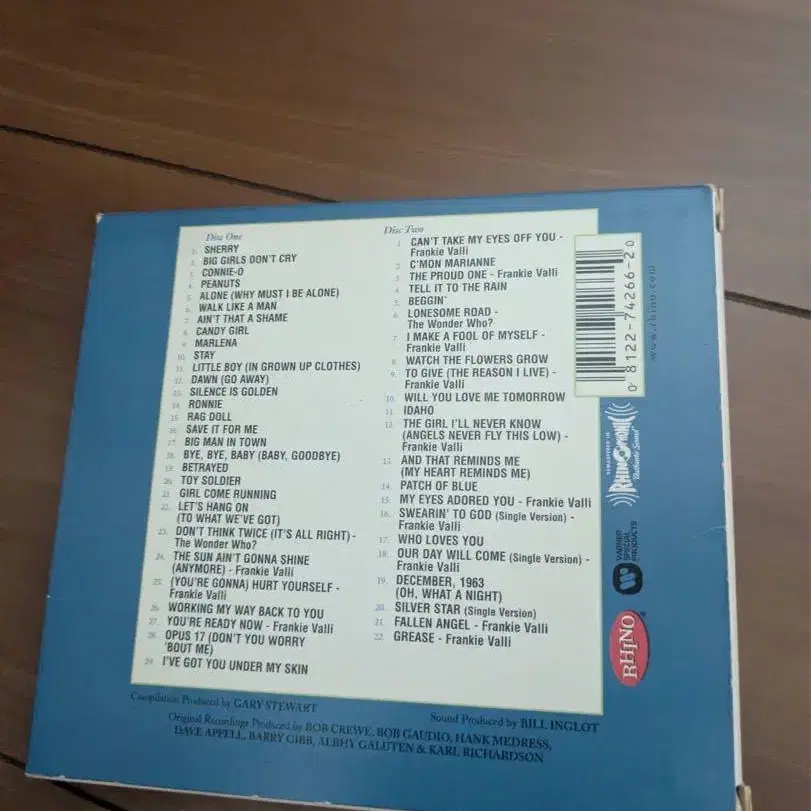 Disc One
1. SHERRY
2. BIG GIRLS DON'T CRY
3. CONNIE-O
4. PEANUTS
5. ALONE (WHY MUST I BE ALONE)
6. WALK LIKE A MAN
7. AIN'T THAT A SHAME
8. CANDY GIRL
9. MARLENA
10. STAY
11. LITTLE BOY (IN GROWN UP CLOTHES)
12. DAWN (GO AWAY)
13. SILENCE IS GOLDEN
14. RONNIE
15. RAG DOLL
16. SAVE IT FOR ME
17. BIG MAN IN TOWN
18. BYE, BYE, BABY (BABY, GOODBYE)
19. BETRAYED
20. TOY SOLDIER
21. GIRL COME RUNNING
22. LET'S HANG ON
(TO WHAT WE'VE GOT)
23. DON'T THINK TWICE (IT'S ALL RIGHT) -
The Wonder Who?
24. THE SUN AIN'T GONNA SHINE
(ANYMORE) - Frankie Valli
25. (YOU'RE GONNA) HURT YOURSELF -
Frankie Valli
26. WORKING MY WAY BACK TO YOU
27. YOU'RE READY NOW - Frankie Valli
28. OPUS 17 (DON'T YOU WORRY
'BOUT ME)
29. I'VE GOT YOU UNDER MY SKIN
Disc Two
1. CAN'T TAKE MY EYES OFF YOU -
Frankie Valli
2. C'MON MARIANNE
3. THE PROUD ONE - Frankie Valli
4. TELL IT TO THE RAIN
5. BEGGIN'
6. LONESOME ROAD -
The Wonder Who?
7. I MAKE A FOOL OF MYSELF -
Frankie Valli
8. WATCH THE FLOWERS GROW
9. TO GIVE (THE REASON I LIVE) -
Frankie Valli
10. WILL YOU LOVE ME TOMORROW
11. IDAHO
12. THE GIRL I'LL NEVER KNOW
(ANGELS NEVER FLY THIS LOW) -
Frankie Valli
13. AND THAT REMINDS ME
(MY HEART REMINDS ME)
14. PATCH OF BLUE
15. MY EYES ADORED YOU - Frankie Valli
16. SWEARIN' TO GOD (Single Version) -
Frankie Valli
17. WHO LOVES YOU
18. OUR DAY WILL COME (Single Version) -
Frankie Valli
19. DECEMBER, 1963
(OH, WHAT A NIGHT)
20. SILVER STAR (Single Version)
21. FALLEN ANGEL - Frankie Valli
22. GREASE - Frankie Valli
0 8122-74266-2 0
www.rhino.com
REMASTERED IN
RHINOPHONIC
Authentic Sound
WARNER
SPECIAL
PRODUCTS
RHINO
Compilation Produced by GARY STEWART
Sound Produced by BILL INGLOT
Original Recordings Produced by BOB CREWE, BOB GAUDIO, HANK MEDRESS,
DAVE APPELL, BARRY GIBB, ALBHY GALUTEN & KARL RICHARDSON